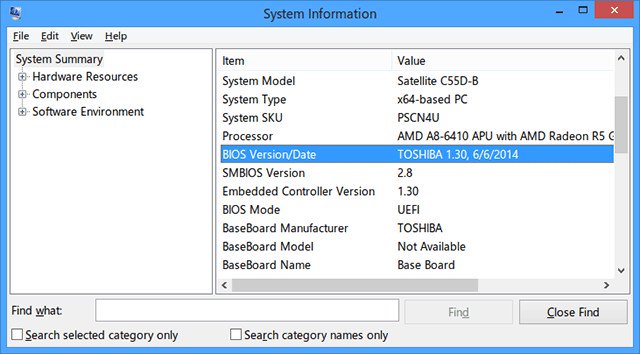 System Information
File Edit View Help
System Summary
Hardware Resources
Components
Software Environment
Item Value
System Model Satellite C55D-B
System Type x64-based PC
System SKU PSCN4U
Processor AMD A8-6410 APU with AMD Radeon R5 G
BIOS Version/Date TOSHIBA 1.30, 6/6/2014
SMBIOS Version 2.8
Embedded Controller Version 1.30
BIOS Mode UEFI
BaseBoard Manufacturer TOSHIBA
BaseBoard Model Not Available
BaseBoard Name Base Board
Find what: Find Close Find
Search selected category only Search category names only